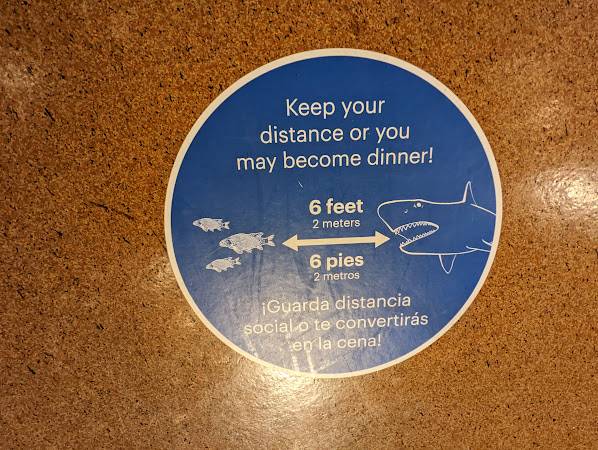 Keep your
distance or you
may become dinner!
6 feet
2 meters
6 pies
2 metros
¡Guarda distancia
social o te convertirás
en la cena!